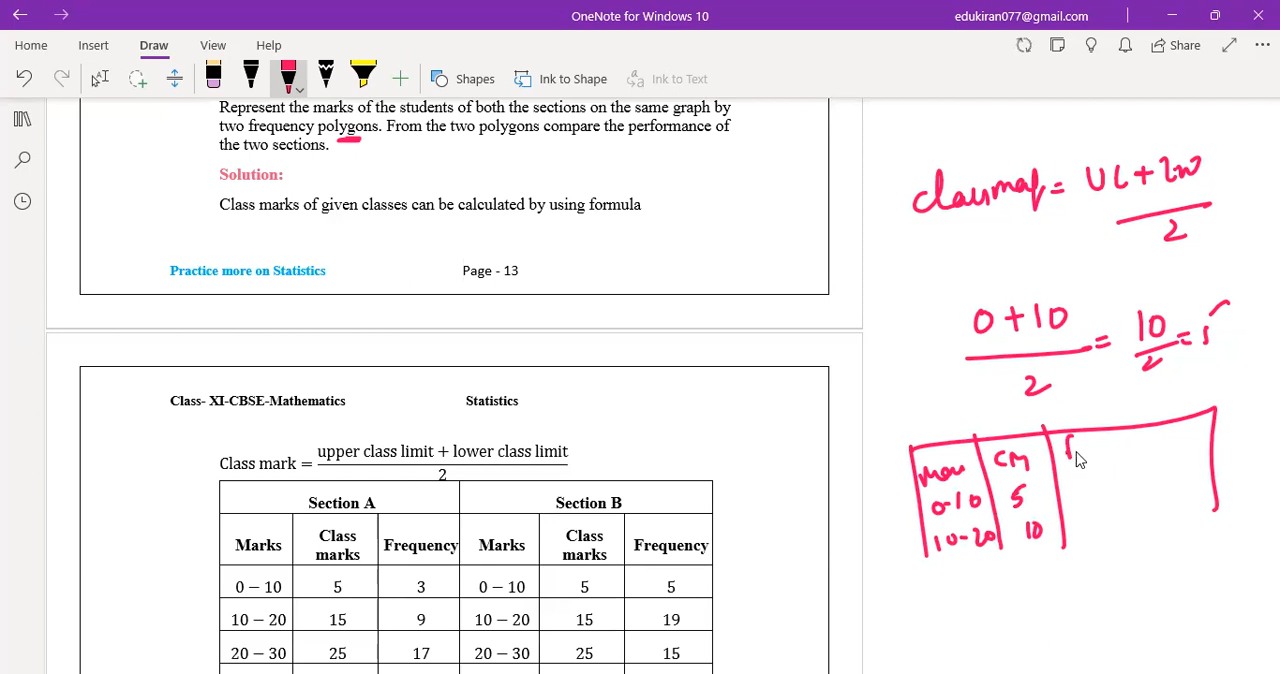 OneNote for Windows 10
edukiran077@gmail.com
Home Insert Draw View Help
Share
Shapes
Ink to Shape
Ink to Text
Represent the marks of the students of both the sections on the same graph by
two frequency polygons. From the two polygons compare the performance of
the two sections.
Solution:
Class marks of given classes can be calculated by using formula
Practice more on Statistics Page - 13
Class- XI-CBSE-Mathematics Statistics
Class mark = upper class limit + lower class limit
2
Section A Section B
Marks Class marks Frequency Marks Class marks Frequency
0 – 10 5 3 0 – 10 5 5
10 – 20 15 9 10 – 20 15 19
20 – 30 25 17 20 – 30 25 15
= UL +
2
0 + 10
2
= 10
2
= 5
CM
0-10 5
10-20 10